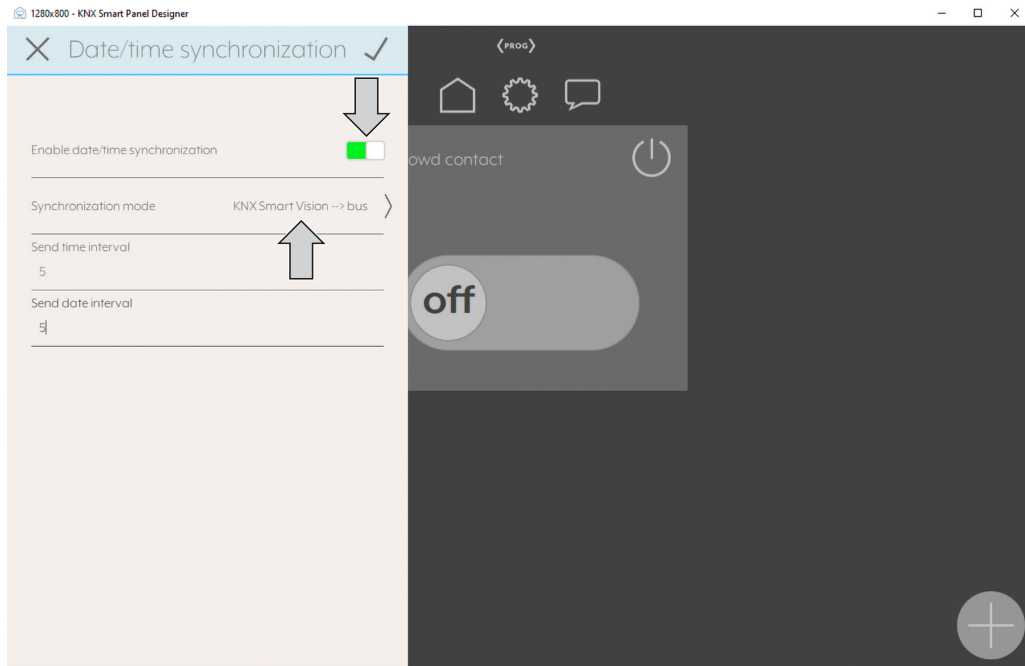 1280x800 - KNX Smart Panel Designer
Date/time synchronization
‹PROG›
owd contact
Enable date/time synchronization
Synchronization mode KNX Smart Vision --> bus
Send time interval
5
Send date interval
5
off